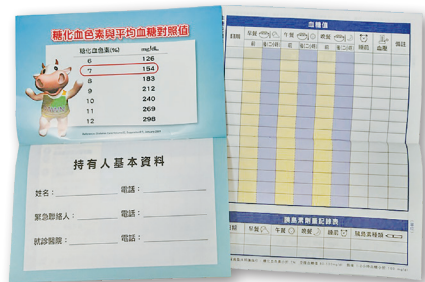 糖化血色素與平均血糖對照值
糖化血色素(%) mg/dL
6 126
7 154
8 183
9 212
10 240
11 269
12 298
持有人基本資料
姓名： 電話：
緊急聯絡人： 電話：
就診醫院： 電話：
血糖值
日期 早餐 午餐 晚餐 睡前 血壓 備註
胰島素劑量記錄表
日期 早餐 午餐 晚餐 睡前 胰島素種類